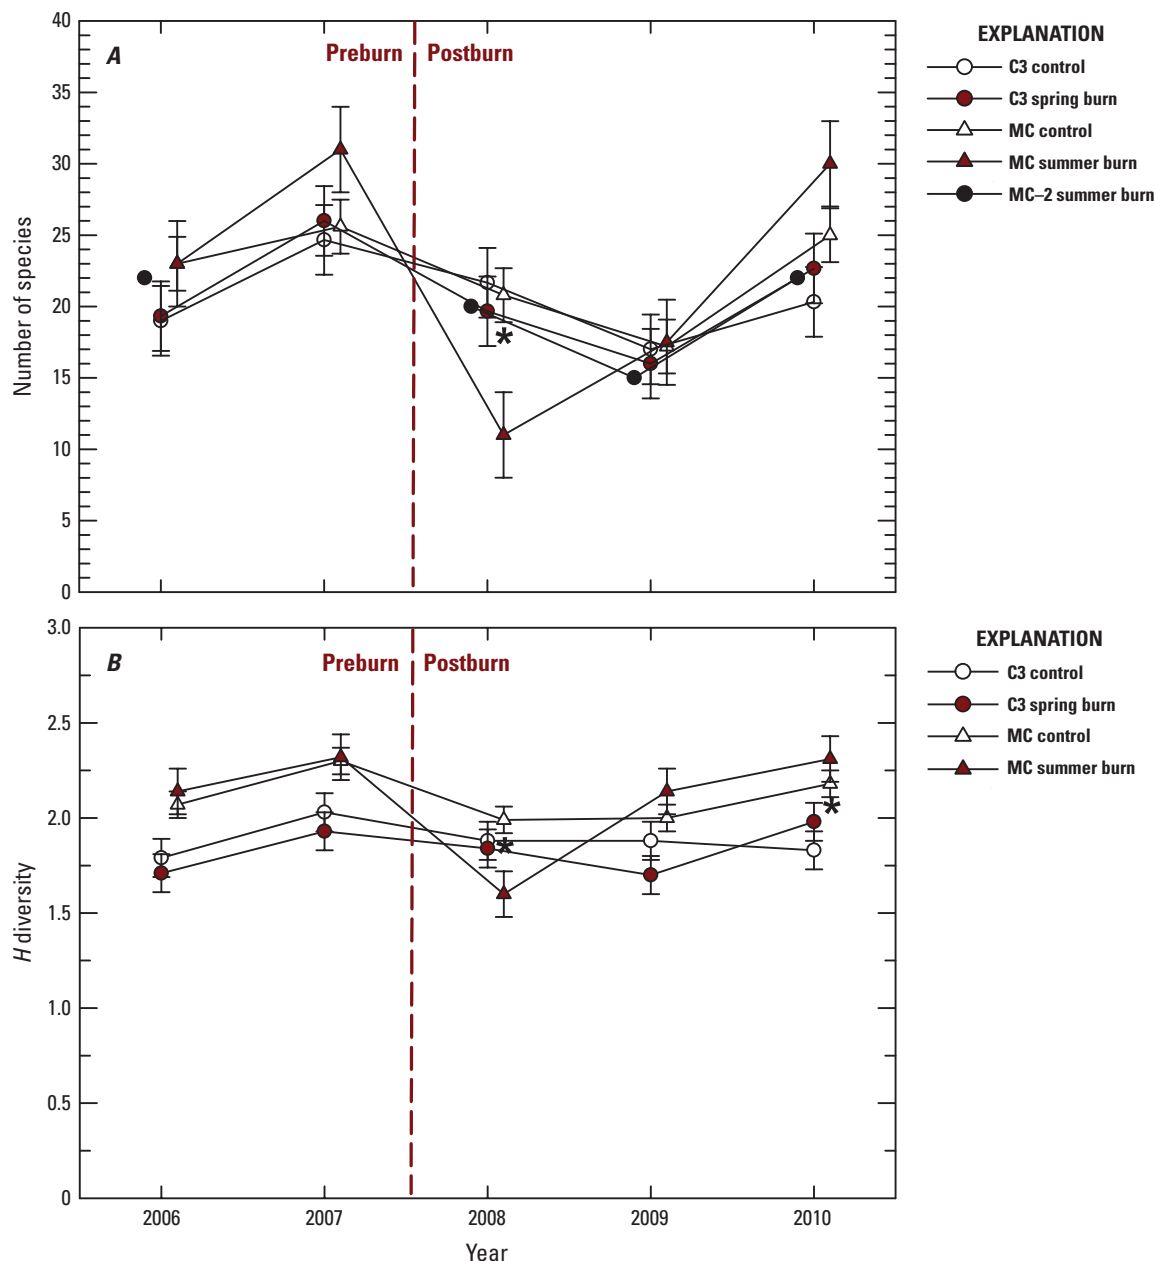 A
Preburn Postburn
40
35
30
25
20
15
10
5
0
Number of species
EXPLANATION
C3 control
C3 spring burn
MC control
MC summer burn
MC–2 summer burn
*
B
Preburn Postburn
3.0
2.5
2.0
1.5
1.0
0.5
0
H diversity
EXPLANATION
C3 control
C3 spring burn
MC control
MC summer burn
*
*
2006 2007 2008 2009 2010
Year